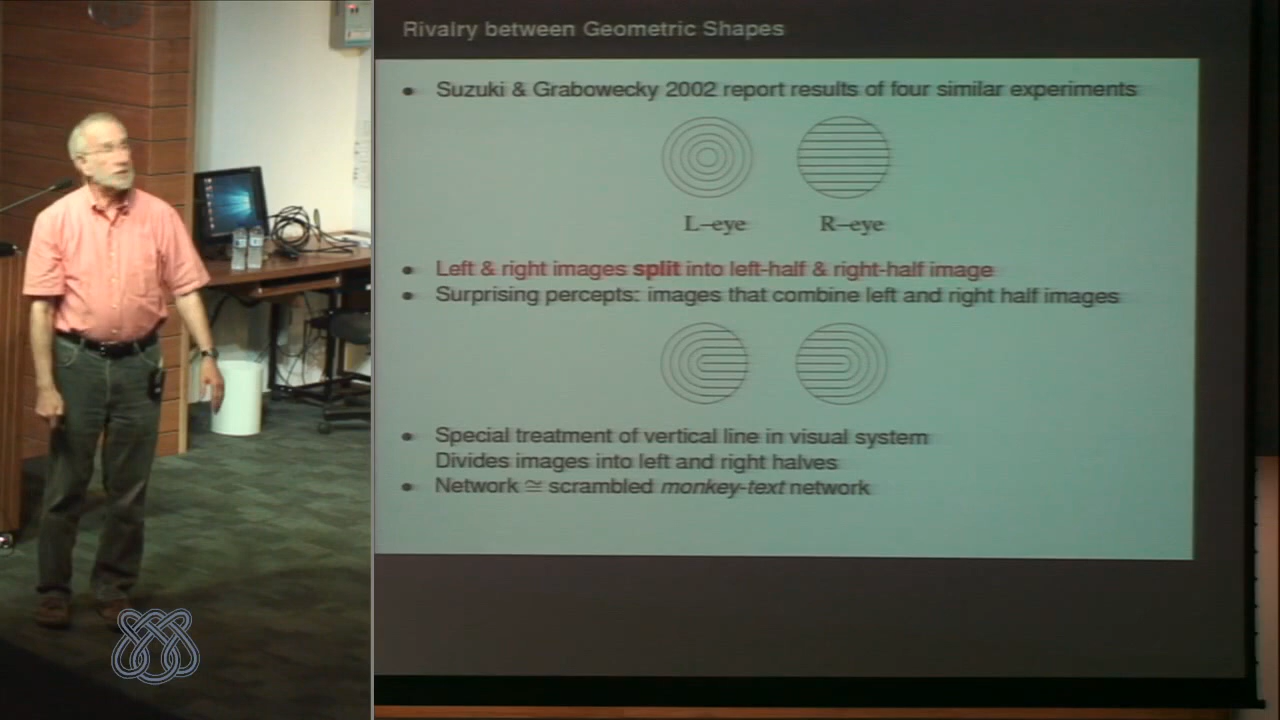 Rivalry between Geometric Shapes
• Suzuki & Grabowecky 2002 report results of four similar experiments
L–eye R–eye
• Left & right images split into left-half & right-half image
• Surprising percepts: images that combine left and right half images
• Special treatment of vertical line in visual system
Divides images into left and right halves
• Network ≅ scrambled monkey-text network